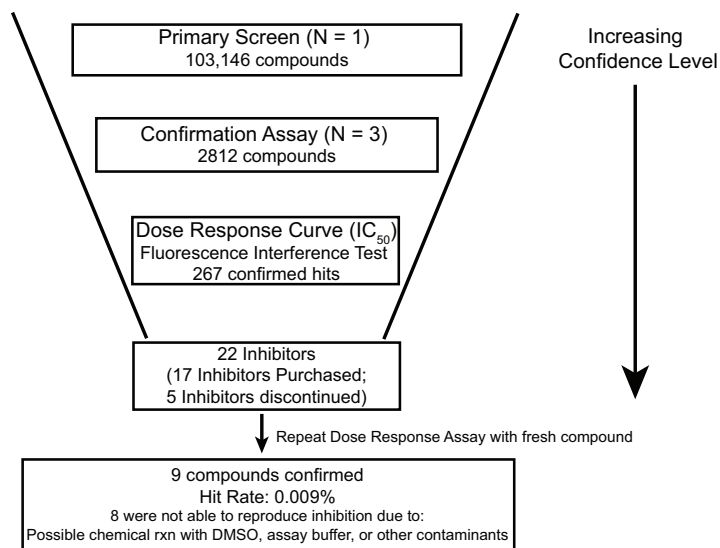 Primary Screen (N = 1)
103,146 compounds
Increasing
Confidence Level
Confirmation Assay (N = 3)
2812 compounds
Dose Response Curve (IC50)
Fluorescence Interference Test
267 confirmed hits
22 Inhibitors
(17 Inhibitors Purchased;
5 Inhibitors discontinued)
Repeat Dose Response Assay with fresh compound
9 compounds confirmed
Hit Rate: 0.009%
8 were not able to reproduce inhibition due to:
Possible chemical rxn with DMSO, assay buffer, or other contaminants